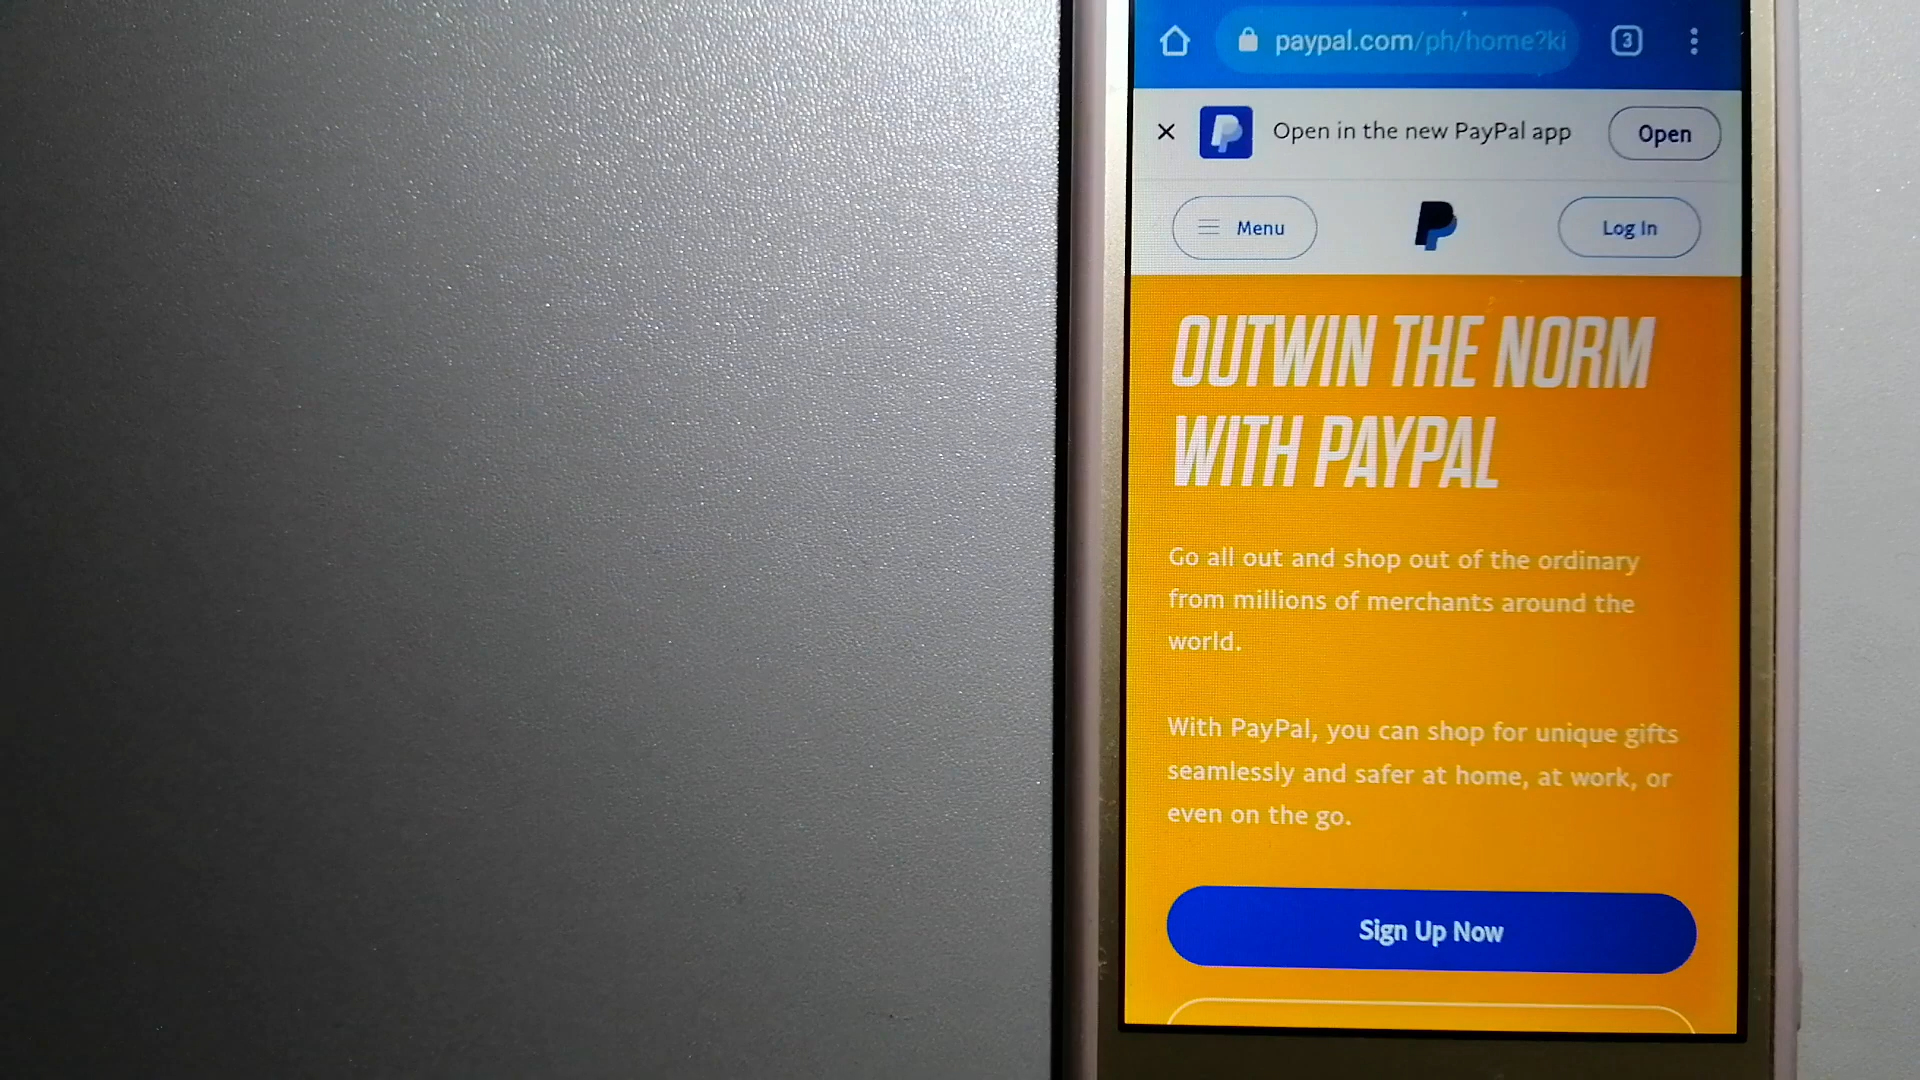 paypal.com/ph/home?ki
3
Open in the new PayPal app
Open
Menu
Log In
OUTWIN THE NORM
WITH PAYPAL
Go all out and shop out of the ordinary
from millions of merchants around the
world.
With PayPal, you can shop for unique gifts
seamlessly and safer at home, at work, or
even on the go.
Sign Up Now